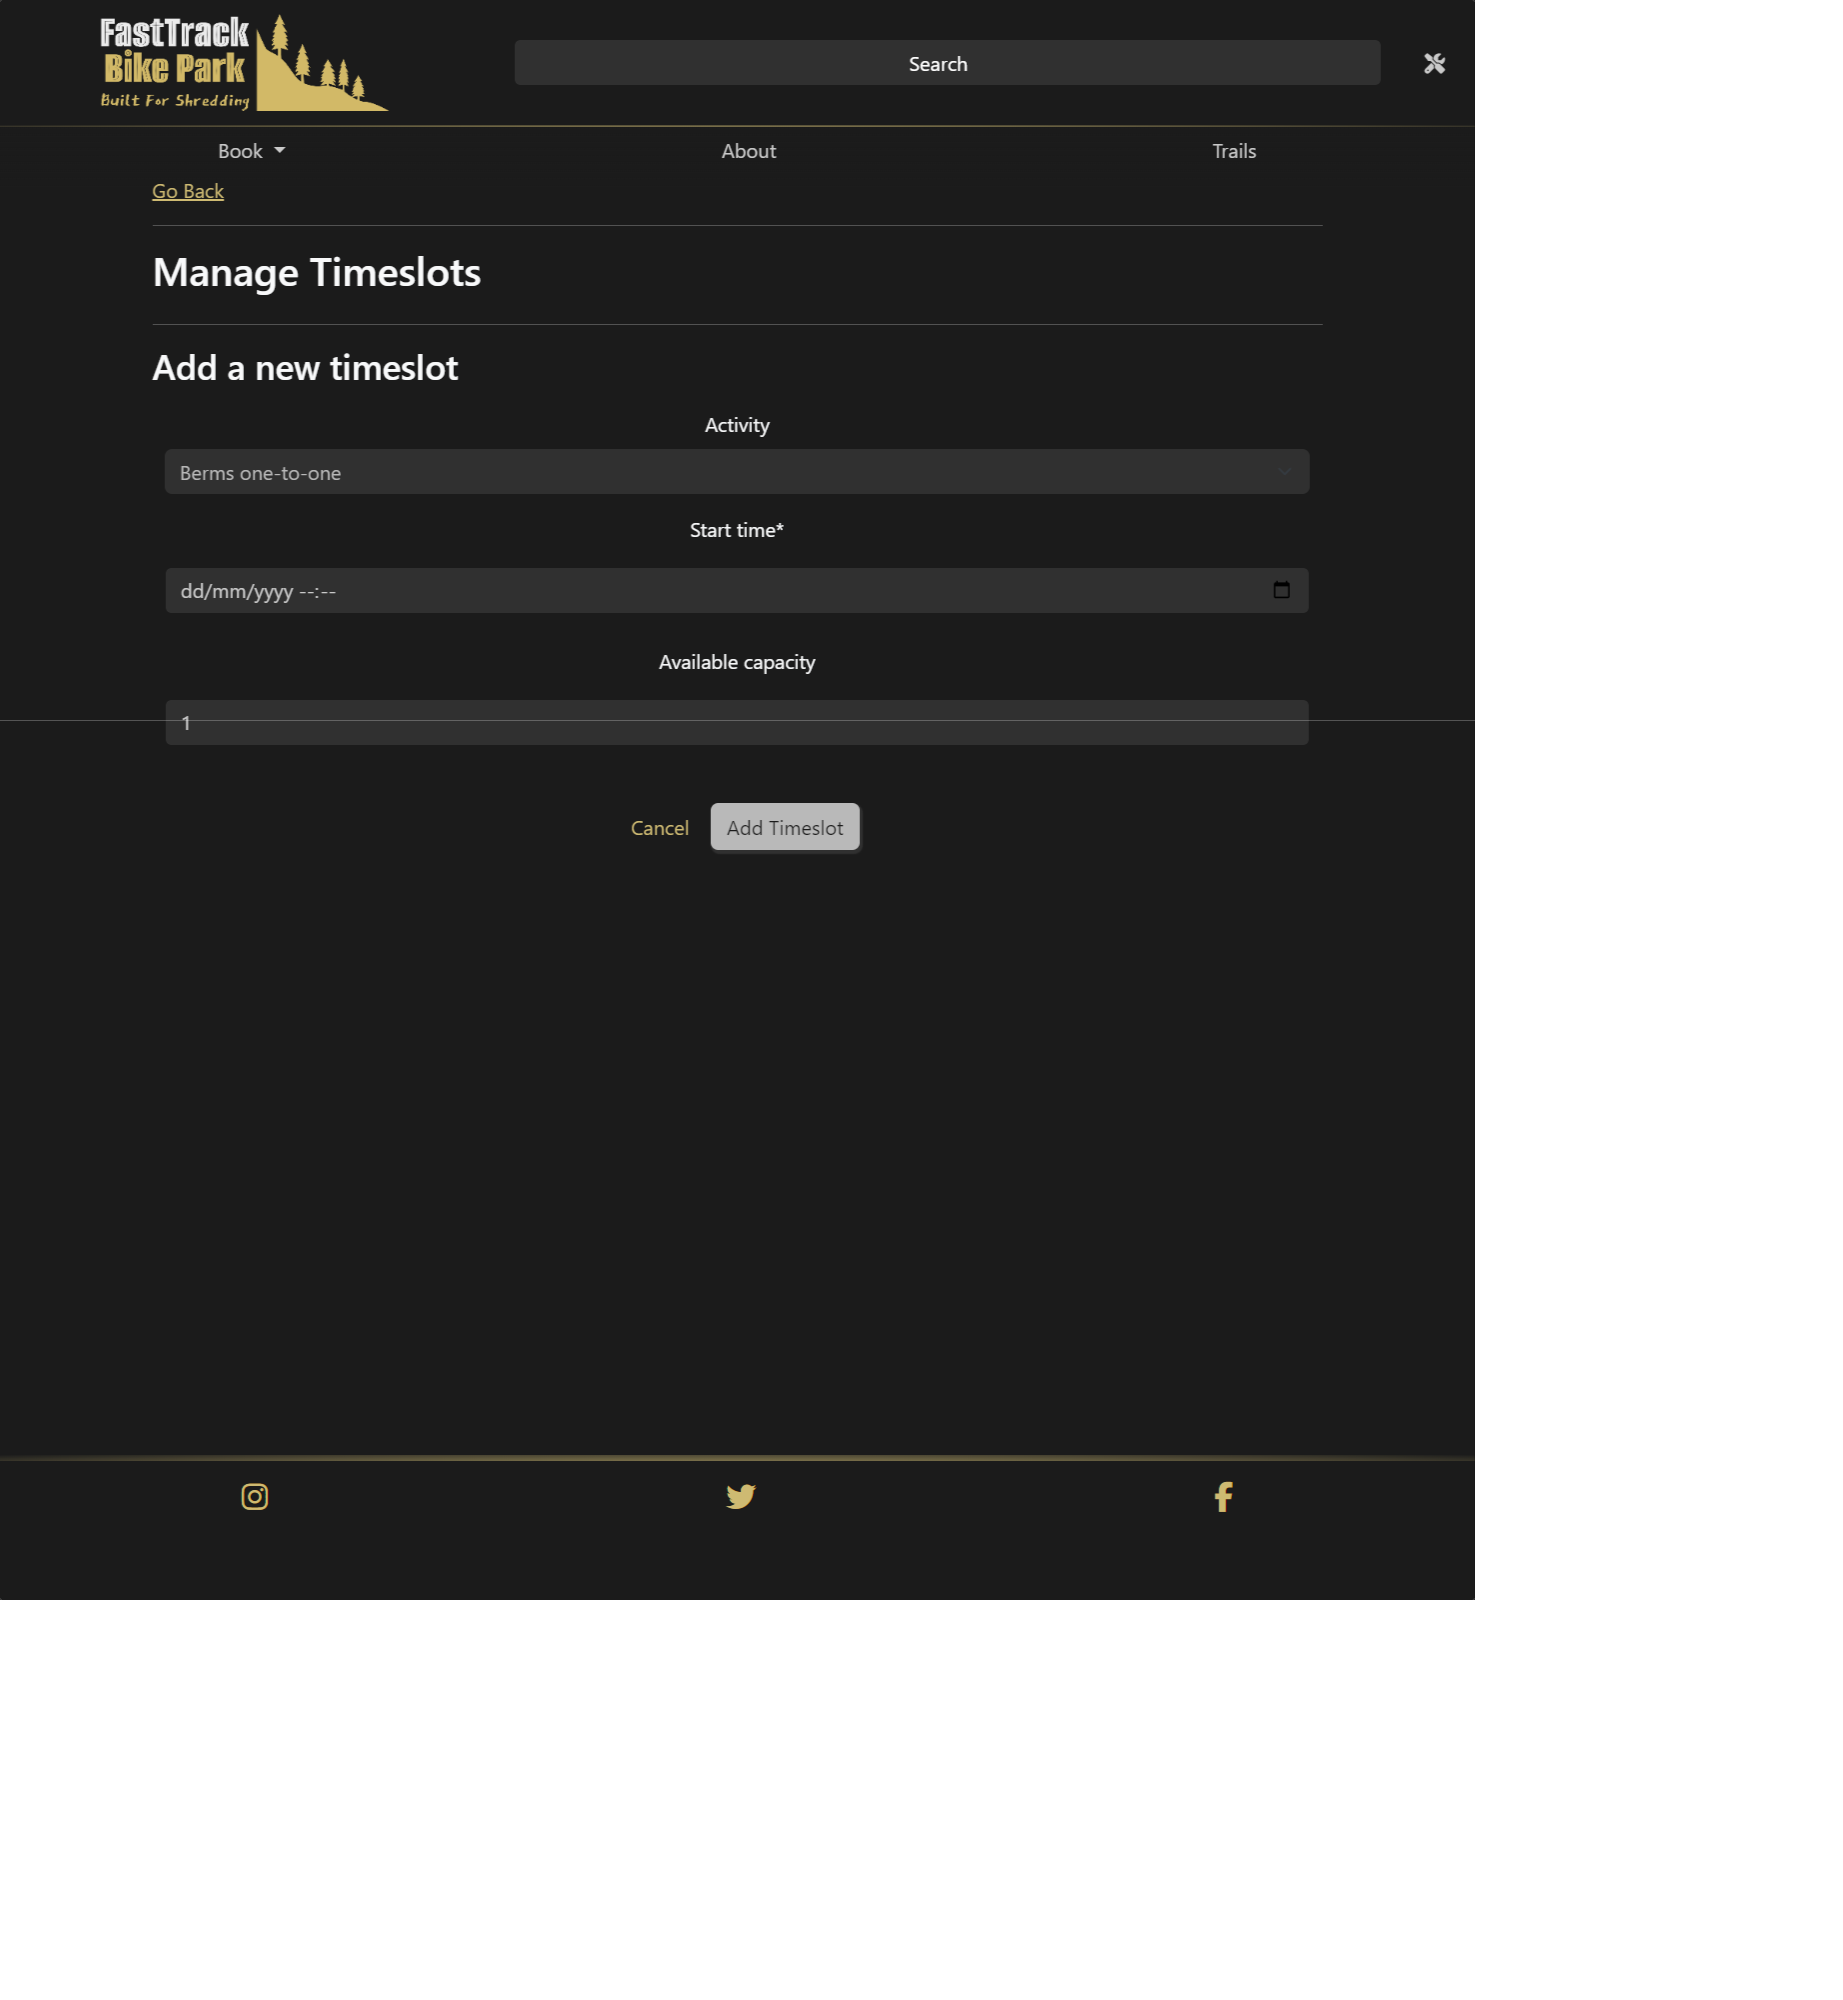 FastTrack
Bike Park
Built For Shredding
Search
Book
About
Trails
Go Back
Manage Timeslots
Add a new timeslot
Activity
Berms one-to-one
Start time*
dd/mm/yyyy --:--
Available capacity
1
Cancel
Add Timeslot